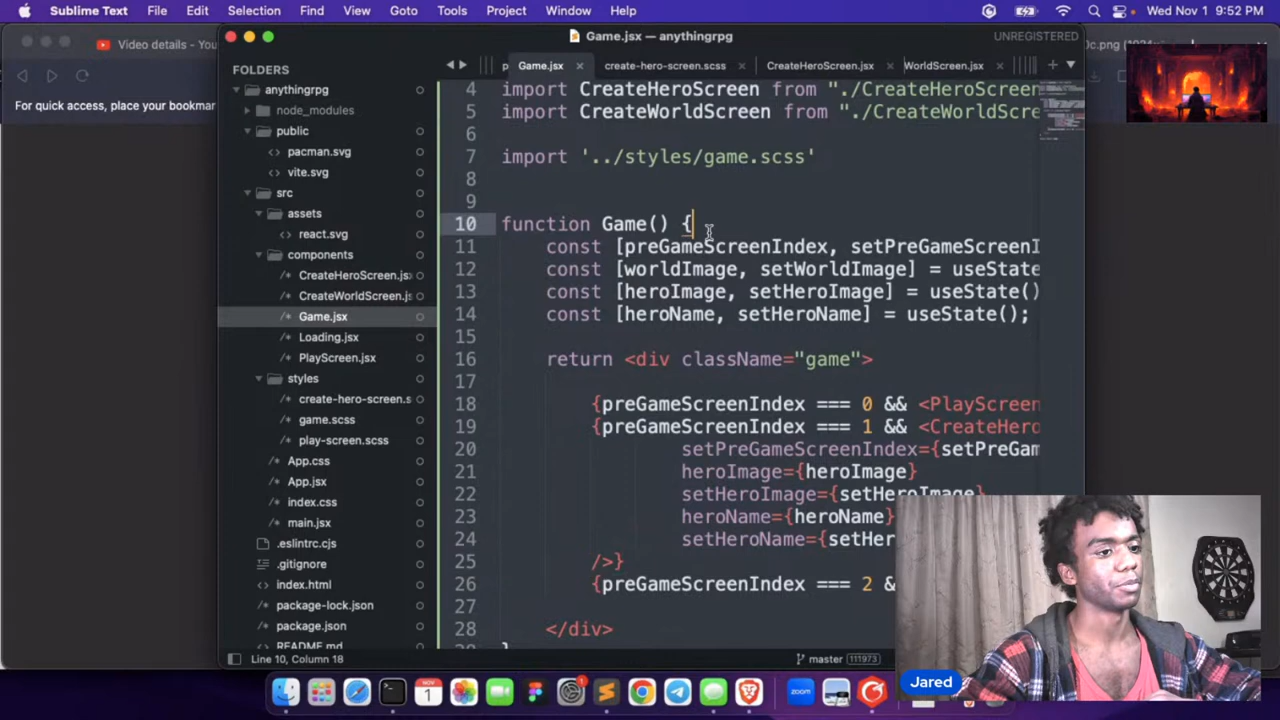 Sublime Text File Edit Selection Find View Goto Tools Project Window Help Wed Nov 1 9:52 PM
Video details - You
0c.png
For quick access, place your bookmar
Game.jsx — anythingrpg
UNREGISTERED
FOLDERS
anythingrpg
node_modules
public
pacman.svg
vite.svg
src
assets
react.svg
components
CreateHeroScreen.js
CreateWorldScreen.j
Game.jsx
Loading.jsx
PlayScreen.jsx
styles
create-hero-screen.s
game.scss
play-screen.scss
App.css
App.jsx
index.css
main.jsx
.eslintrc.cjs
.gitignore
index.html
package-lock.json
package.json
README.md
Game.jsx create-hero-screen.scss CreateHeroScreen.jsx WorldScreen.jsx
4 import CreateHeroScreen from "./CreateHeroScreen
5 import CreateWorldScreen from "./CreateWorldScre
6
7 import '../styles/game.scss'
8
9
10 function Game() {
11 const [preGameScreenIndex, setPreGameScreenI
12 const [worldImage, setWorldImage] = useState
13 const [heroImage, setHeroImage] = useState()
14 const [heroName, setHeroName] = useState();
15
16 return <div className="game">
17
18 {preGameScreenIndex === 0 && <PlayScreen
19 {preGameScreenIndex === 1 && <CreateHero
20 setPreGameScreenIndex={setPreGam
21 heroImage={heroImage}
22 setHeroImage={setHeroImage}
23 heroName={heroName}
24 setHeroName={setHer
25 />}
26 {preGameScreenIndex === 2 &
27
28 </div>
Line 10, Column 18
master 111973
Jared
NOV
1
1
zoom